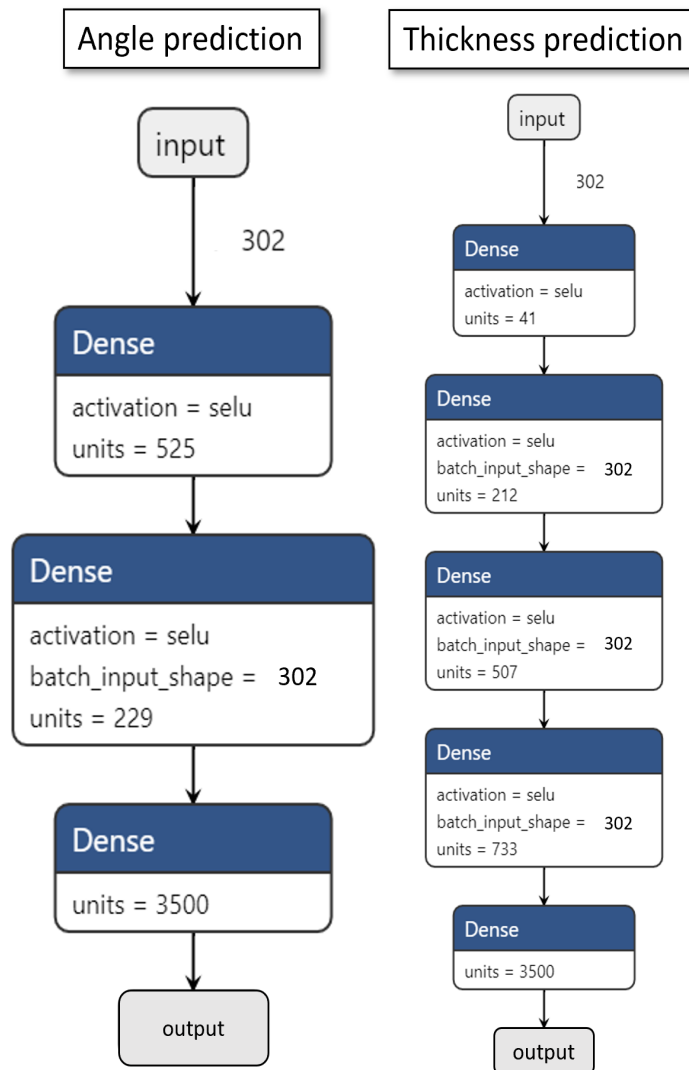 Angle prediction
input
302
Dense
activation = selu
units = 525
Dense
activation = selu
batch_input_shape = 302
units = 229
Dense
units = 3500
output
Thickness prediction
input
302
Dense
activation = selu
units = 41
Dense
activation = selu
batch_input_shape = 302
units = 212
Dense
activation = selu
batch_input_shape = 302
units = 507
Dense
activation = selu
batch_input_shape = 302
units = 733
Dense
units = 3500
output